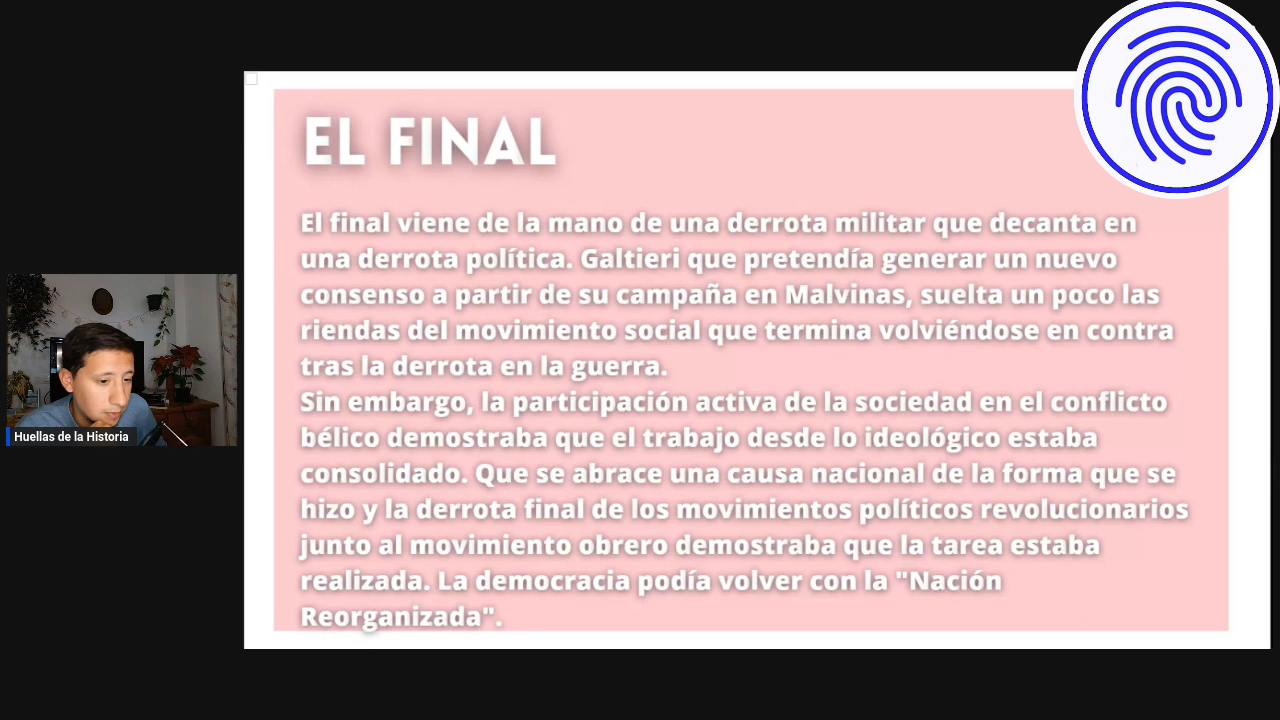 EL FINAL
El final viene de la mano de una derrota militar que decanta en
una derrota política. Galtieri que pretendía generar un nuevo
consenso a partir de su campaña en Malvinas, suelta un poco las
riendas del movimiento social que termina volviéndose en contra
tras la derrota en la guerra.
Sin embargo, la participación activa de la sociedad en el conflicto
bélico demostraba que el trabajo desde lo ideológico estaba
consolidado. Que se abrace una causa nacional de la forma que se
hizo y la derrota final de los movimientos políticos revolucionarios
junto al movimiento obrero demostraba que la tarea estaba
realizada. La democracia podía volver con la "Nación
Reorganizada".
Huellas de la Historia